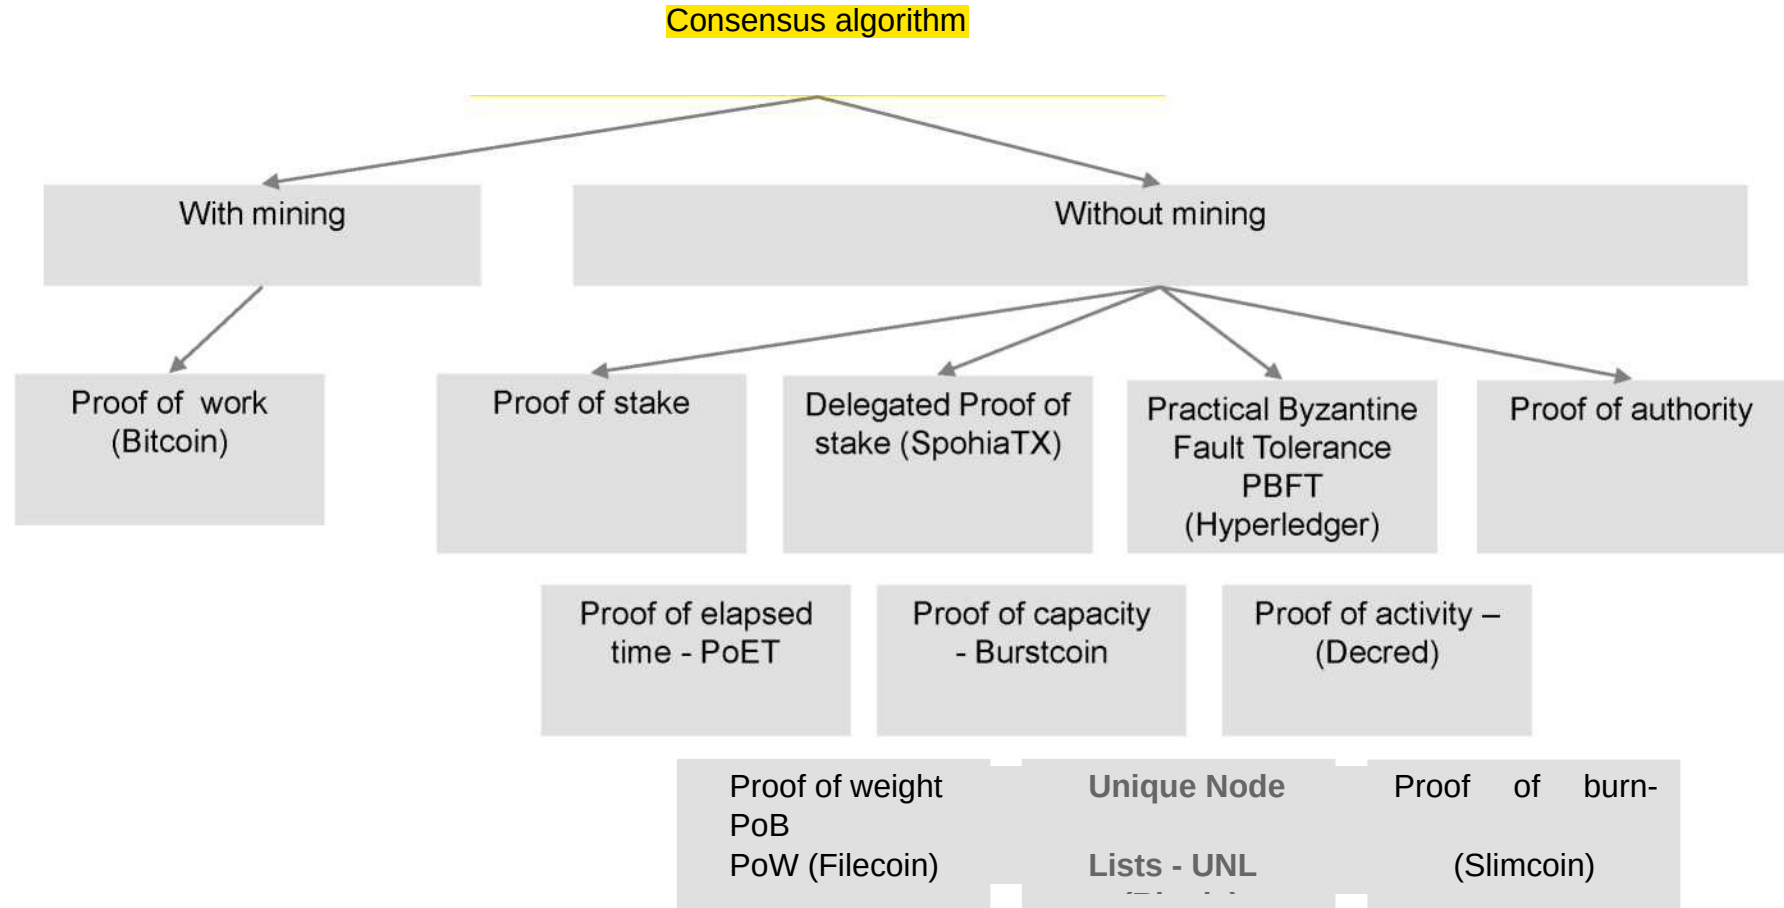 Consensus algorithm
With mining
Without mining
Proof of work
(Bitcoin)
Proof of stake
Delegated Proof of
stake (SpohiaTX)
Practical Byzantine
Fault Tolerance
PBFT
(Hyperledger)
Proof of authority
Proof of elapsed
time - PoET
Proof of capacity
- Burstcoin
Proof of activity –
(Decred)
Proof of weight
PoB
PoW (Filecoin)
Unique Node
Lists - UNL
Proof of burn-
(Slimcoin)